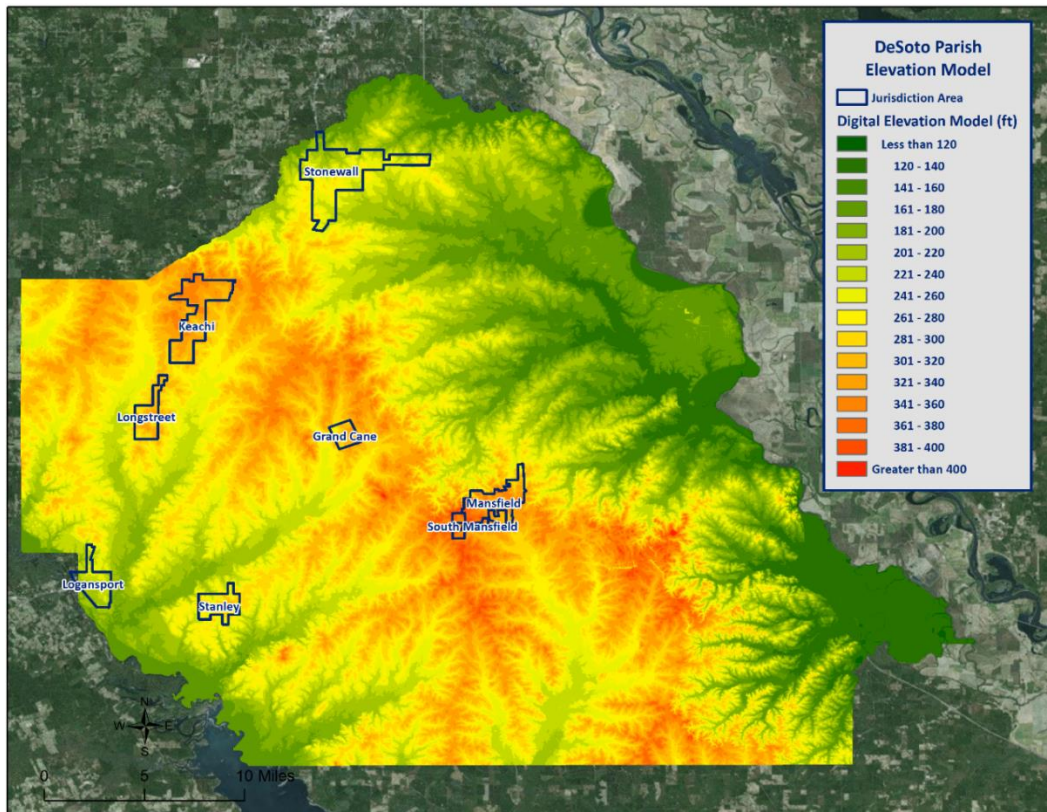 DeSoto Parish
Elevation Model
Jurisdiction Area
Digital Elevation Model (ft)
Less than 120
120 - 140
141 - 160
161 - 180
181 - 200
201 - 220
221 - 240
241 - 260
261 - 280
281 - 300
301 - 320
321 - 340
341 - 360
361 - 380
381 - 400
Greater than 400
Stonewall
Keachi
Longstreet
Grand Cane
Mansfield
South Mansfield
Logansport
Stanley
N
W E
S
0 5 10 Miles